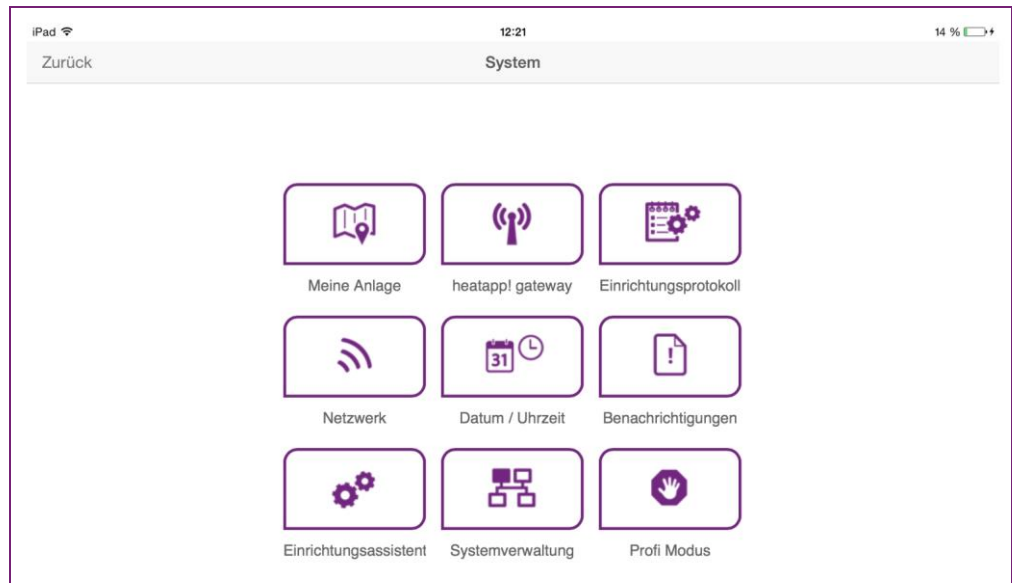 iPad 12:21 14 %
Zurück System
Meine Anlage heatapp! gateway Einrichtungsprotokoll
31
Netzwerk Datum / Uhrzeit Benachrichtigungen
Einrichtungsassistent Systemverwaltung Profi Modus